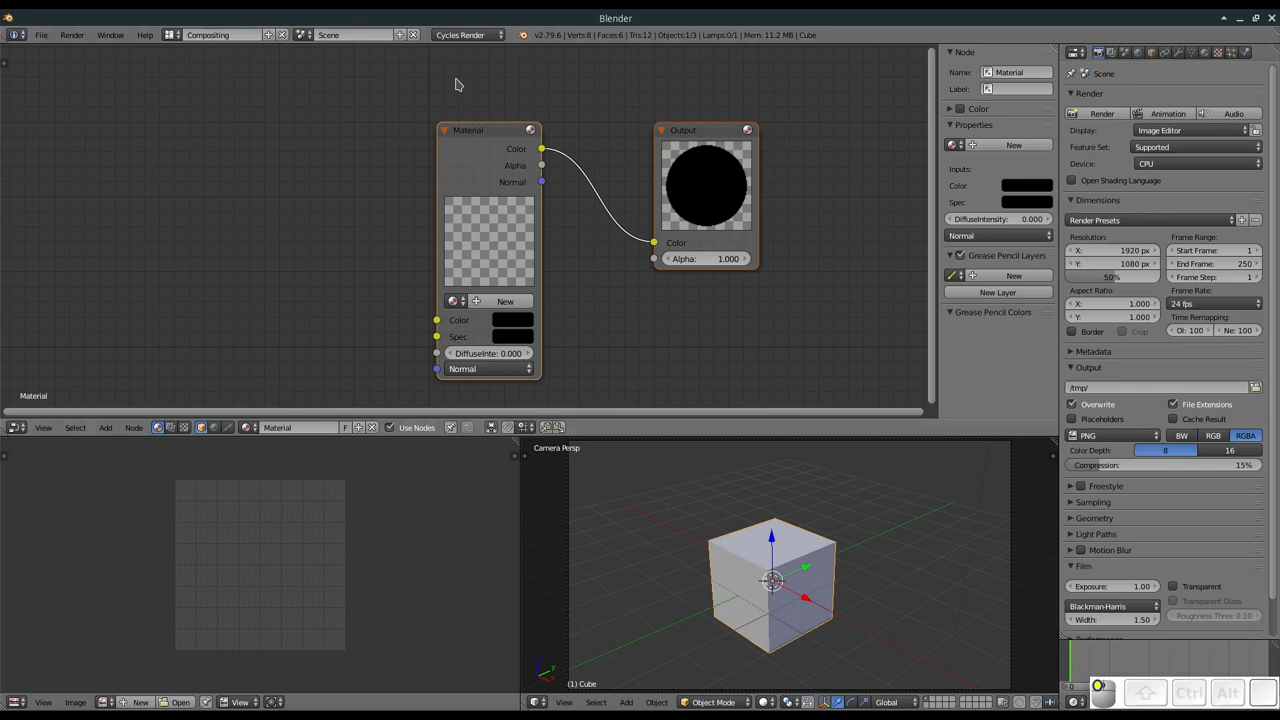 Blender
File Render Window Help Compositing Scene Cycles Render v2.79.6 | Verts:8 | Faces:6 | Tris:12 | Objects:1/3 | Lamps:0/1 | Mem: 11.2 MB | Cube
Material
Color
Alpha
Normal
New
Color
Spec
DiffuseInte: 0.000
Normal
Output
Color
Alpha: 1.000
Material
Node
Name: Material
Label:
Color
Properties
New
Inputs:
Color
Spec
DiffuseIntensity: 0.000
Normal
Grease Pencil Layers
New
New Layer
Grease Pencil Colors
Scene
Render
Render Animation Audio
Display: Image Editor
Feature Set: Supported
Device: CPU
Open Shading Language
Dimensions
Render Presets
Resolution: Frame Range:
X: 1920 px Start Frame: 1
Y: 1080 px End Frame: 250
50% Frame Step: 1
Aspect Ratio: Frame Rate:
X: 1.000 24 fps
Y: 1.000 Time Remapping:
Border Crop Ol: 100 Ne: 100
Metadata
Output
/tmp/
Overwrite File Extensions
Placeholders Cache Result
PNG BW RGB RGBA
Color Depth: 8 16
Compression: 15%
Freestyle
Sampling
Geometry
Light Paths
Motion Blur
Film
Exposure: 1.00 Transparent
Transparent Glass
Blackman-Harris Roughness Thres: 0.10
Width: 1.50
View Select Add Node Material F Use Nodes
Camera Persp
(1) Cube
View Image New Open View
View Select Add Object Object Mode Global
0
Ctrl Alt